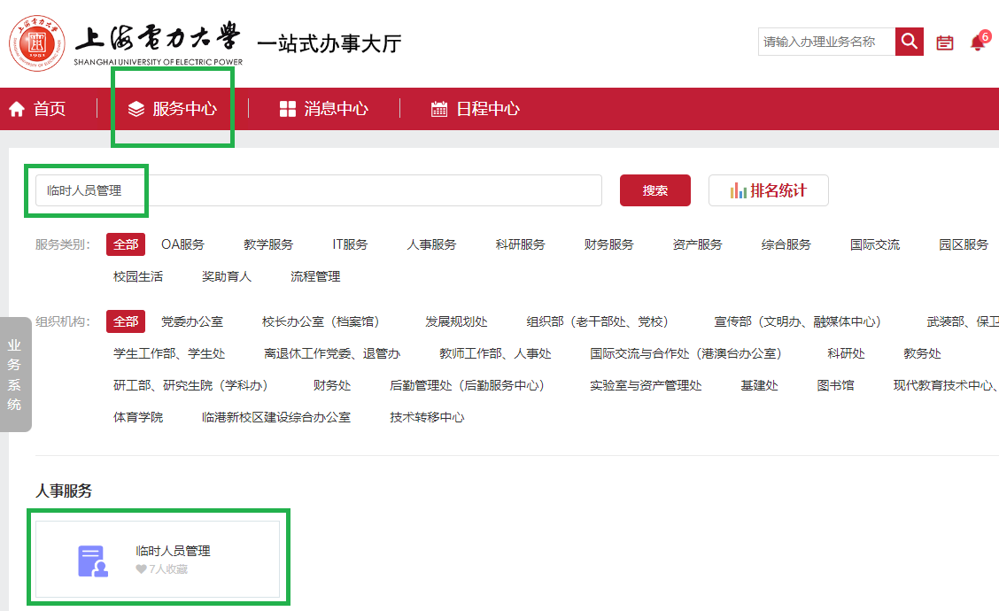 上海电力大学
SHANGHAI UNIVERSITY OF ELECTRIC POWER
一站式办事大厅
请输入办理业务名称
6
首页 服务中心 消息中心 日程中心
临时人员管理 搜索 排名统计
服务类别： 全部 OA服务 教学服务 IT服务 人事服务 科研服务 财务服务 资产服务 综合服务 国际交流 园区服务
校园生活 奖助育人 流程管理
组织机构： 全部 党委办公室 校长办公室（档案馆） 发展规划处 组织部（老干部处、党校） 宣传部（文明办、融媒体中心） 武装部、保卫
学生工作部、学生处 离退休工作党委、退管办 教师工作部、人事处 国际交流与合作处（港澳台办公室） 科研处 教务处
研工部、研究生院（学科办） 财务处 后勤管理处（后勤服务中心） 实验室与资产管理处 基建处 图书馆 现代教育技术中心、
体育学院 临港新校区建设综合办公室 技术转移中心
业务系统
人事服务
临时人员管理
7人收藏